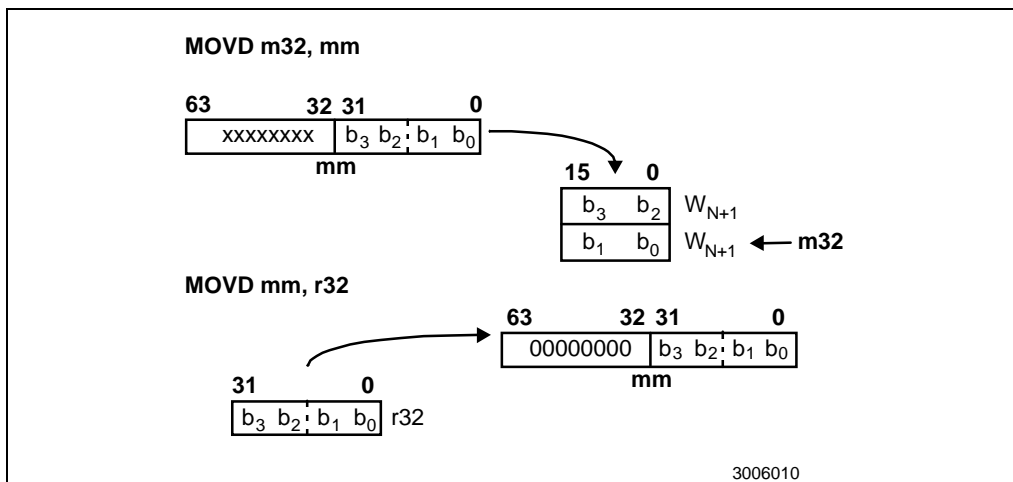 MOVD m32, mm
63 32 31 0
xxxxxxxx b3 b2 b1 b0
mm
15 0
b3 b2 WN+1
b1 b0 WN+1 m32
MOVD mm, r32
63 32 31 0
00000000 b3 b2 b1 b0
mm
31 0
b3 b2 b1 b0 r32
3006010